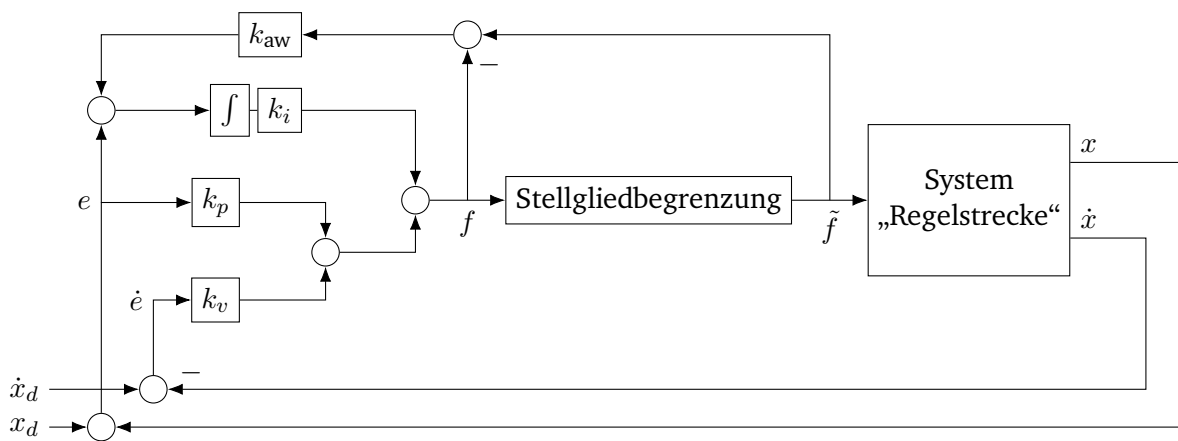 k_aw
−
∫ k_i
x
System
„Regelstrecke“
e
k_p
Stellgliedbegrenzung
f
f̃
ẋ
ė
k_v
−
ẋ_d
x_d